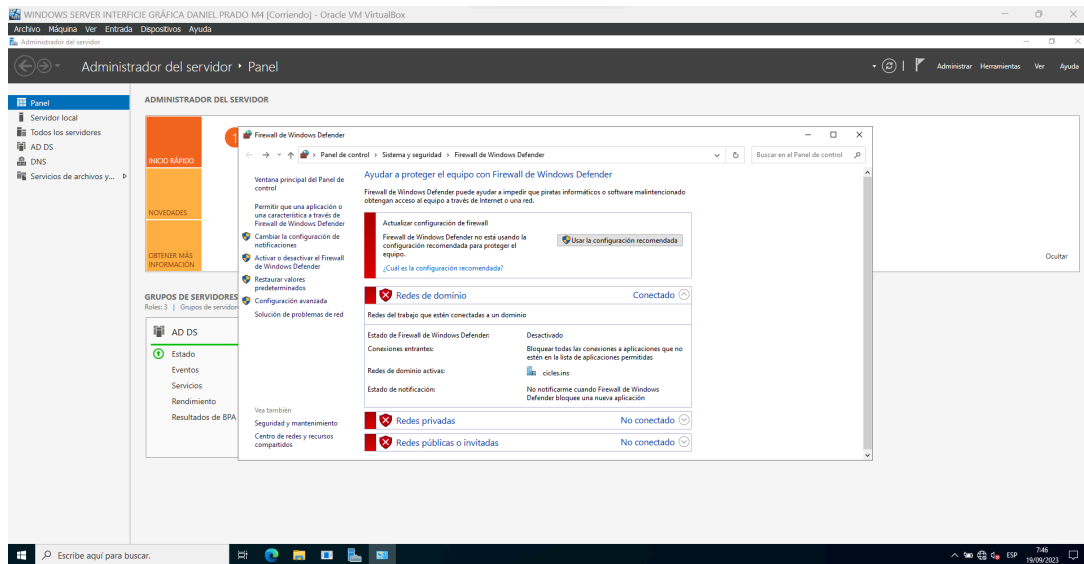 WINDOWS SERVER INTERFICIE GRÁFICA DANIEL PRADO M4 [Corriendo] - Oracle VM VirtualBox
Archivo Máquina Ver Entrada Dispositivos Ayuda
Administrador del servidor
Administrador del servidor • Panel
Administrar Herramientas Ver Ayuda
Panel
Servidor local
Todos los servidores
AD DS
DNS
Servicios de archivos y...
ADMINISTRADOR DEL SERVIDOR
INICIO RÁPIDO
1
NOVEDADES
OBTENER MÁS
INFORMACIÓN
Ocultar
GRUPOS DE SERVIDORES
Roles: 3 | Grupos de servidor
AD DS
Estado
Eventos
Servicios
Rendimiento
Resultados de BPA
Firewall de Windows Defender
Panel de control > Sistema y seguridad > Firewall de Windows Defender
Buscar en el Panel de control
Ventana principal del Panel de
control
Permitir que una aplicación o
una característica a través de
Firewall de Windows Defender
Cambiar la configuración de
notificaciones
Activar o desactivar el Firewall
de Windows Defender
Restaurar valores
predeterminados
Configuración avanzada
Solución de problemas de red
Vea también
Seguridad y mantenimiento
Centro de redes y recursos
compartidos
Ayudar a proteger el equipo con Firewall de Windows Defender
Firewall de Windows Defender puede ayudar a impedir que piratas informáticos o software malintencionado
obtengan acceso al equipo a través de Internet o una red.
Actualizar configuración de firewall
Firewall de Windows Defender no está usando la
configuración recomendada para proteger el
equipo.
Usar la configuración recomendada
¿Cuál es la configuración recomendada?
Redes de dominio Conectado
Redes del trabajo que estén conectadas a un dominio
Estado de Firewall de Windows Defender: Desactivado
Conexiones entrantes: Bloquear todas las conexiones a aplicaciones que no
estén en la lista de aplicaciones permitidas
Redes de dominio activas: cicles.ins
Estado de notificación: No notificarme cuando Firewall de Windows
Defender bloquee una nueva aplicación
Redes privadas No conectado
Redes públicas o invitadas No conectado
Escribe aquí para buscar.
ESP
7:46
19/09/2023